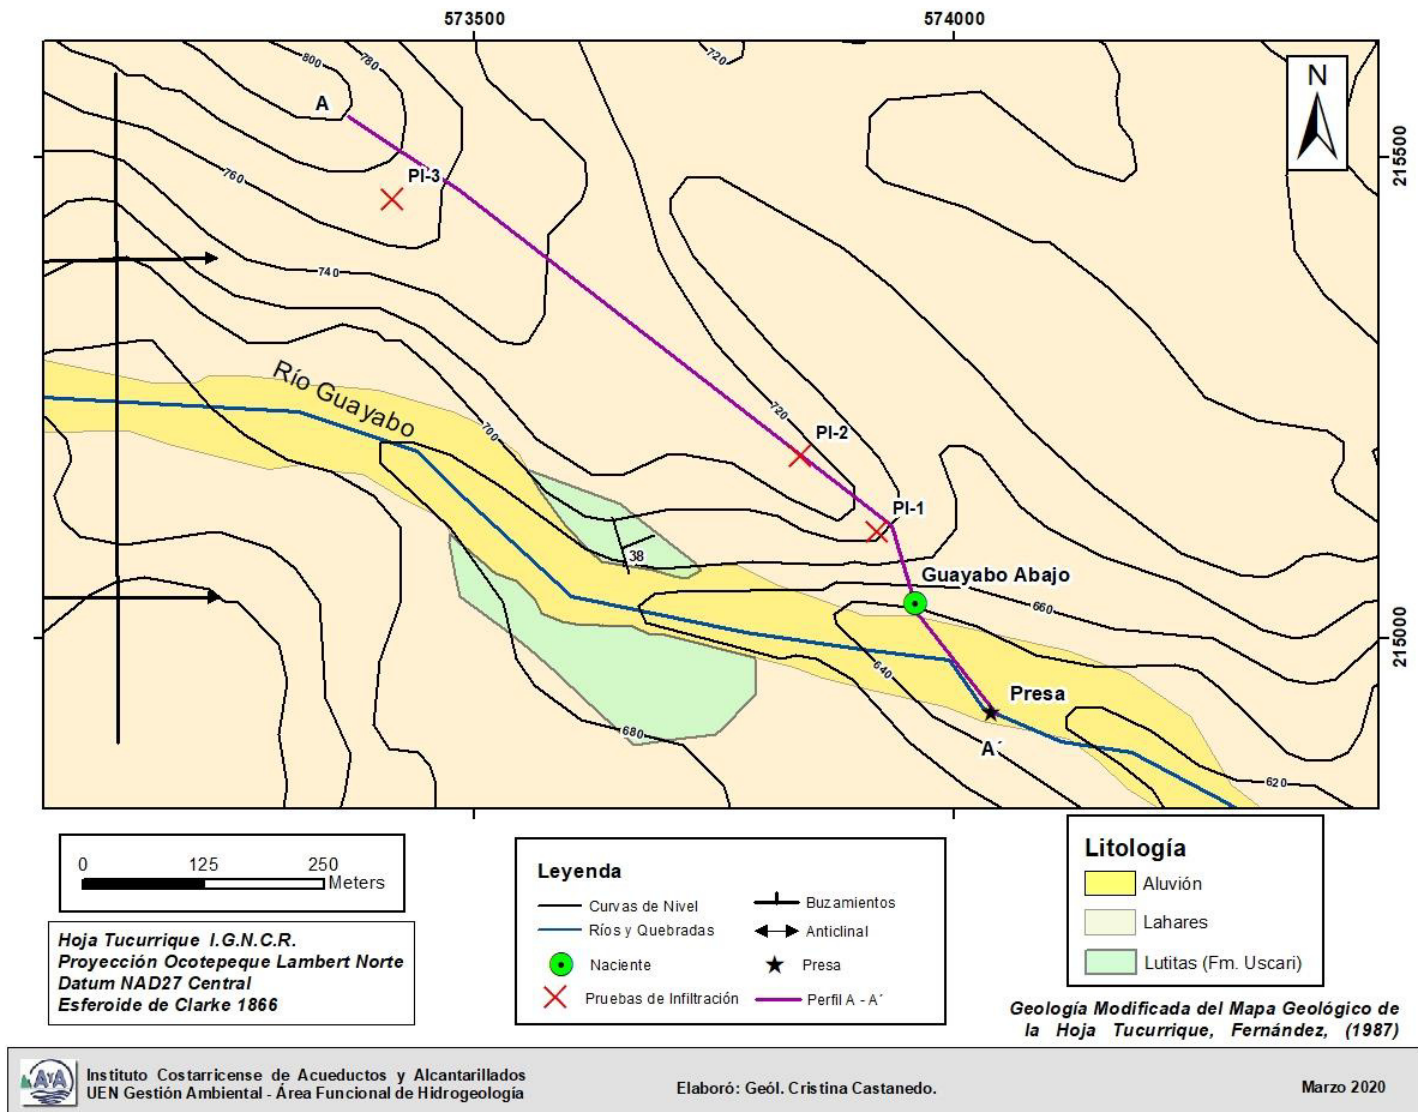 573500
574000
800
780
720
A
N
215500
PI-3
760
740
Río Guayabo
720
PI-2
700
PI-1
38
Guayabo Abajo
660
215000
640
Presa
680
A´
620
0 125 250
Meters
Hoja Tucurrique I.G.N.C.R.
Proyección Ocotepeque Lambert Norte
Datum NAD27 Central
Esferoide de Clarke 1866
Leyenda
Curvas de Nivel
Ríos y Quebradas
Naciente
Pruebas de Infiltración
Buzamientos
Anticlinal
Presa
Perfil A - A´
Litología
Aluvión
Lahares
Lutitas (Fm. Uscari)
Geología Modificada del Mapa Geológico de
la Hoja Tucurrique, Fernández, (1987)
AyA
Instituto Costarricense de Acueductos y Alcantarillados
UEN Gestión Ambiental - Área Funcional de Hidrogeología
Elaboró: Geól. Cristina Castanedo.
Marzo 2020